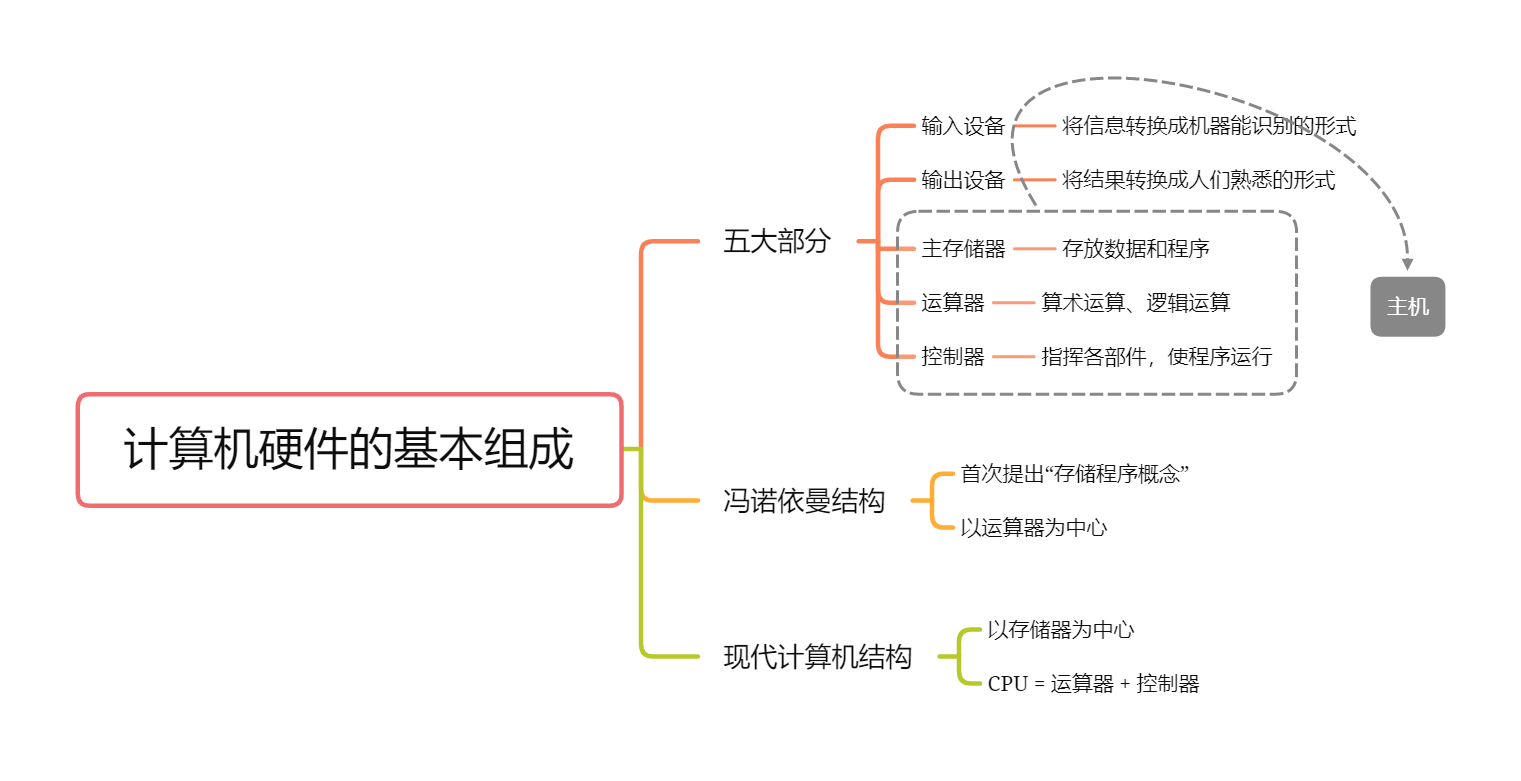 输入设备
将信息转换成机器能识别的形式
输出设备
将结果转换成人们熟悉的形式
五大部分
主存储器
存放数据和程序
运算器
算术运算、逻辑运算
主机
控制器
指挥各部件，使程序运行
计算机硬件的基本组成
首次提出“存储程序概念”
冯诺依曼结构
以运算器为中心
以存储器为中心
现代计算机结构
CPU = 运算器 + 控制器